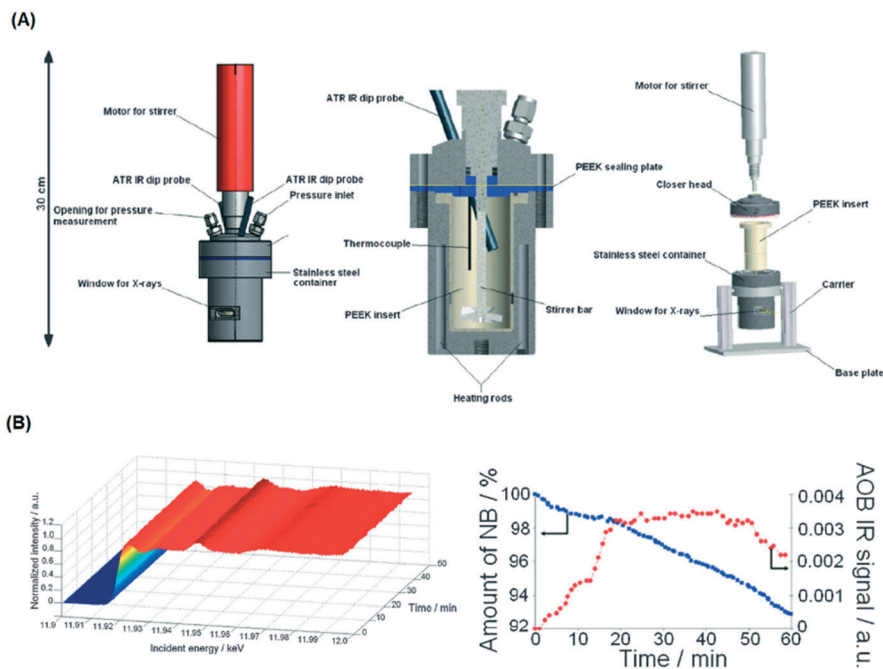 (A)
30 cm
Motor for stirrer
ATR IR dip probe
ATR IR dip probe
Opening for pressure
measurement
Pressure inlet
Stainless steel
container
Window for X-rays
ATR IR dip probe
PEEK sealing plate
Thermocouple
PEEK insert
Stirrer bar
Heating rods
Motor for stirrer
Closer head
PEEK insert
Stainless steel container
Carrier
Window for X-rays
Base plate
(B)
Normalized intensity / a.u.
1.2
1.0
0.8
0.6
0.4
0.2
0
11.9
11.91
11.92
11.93
11.94
11.95
11.96
11.97
11.98
11.99
12.0
Incident energy / keV
0
10
20
30
40
50
Time / min
Amount of NB / %
100
98
96
94
92
0
20
40
60
Time / min
0.004
0.003
0.002
0.001
0
AOB IR signal / a.u.